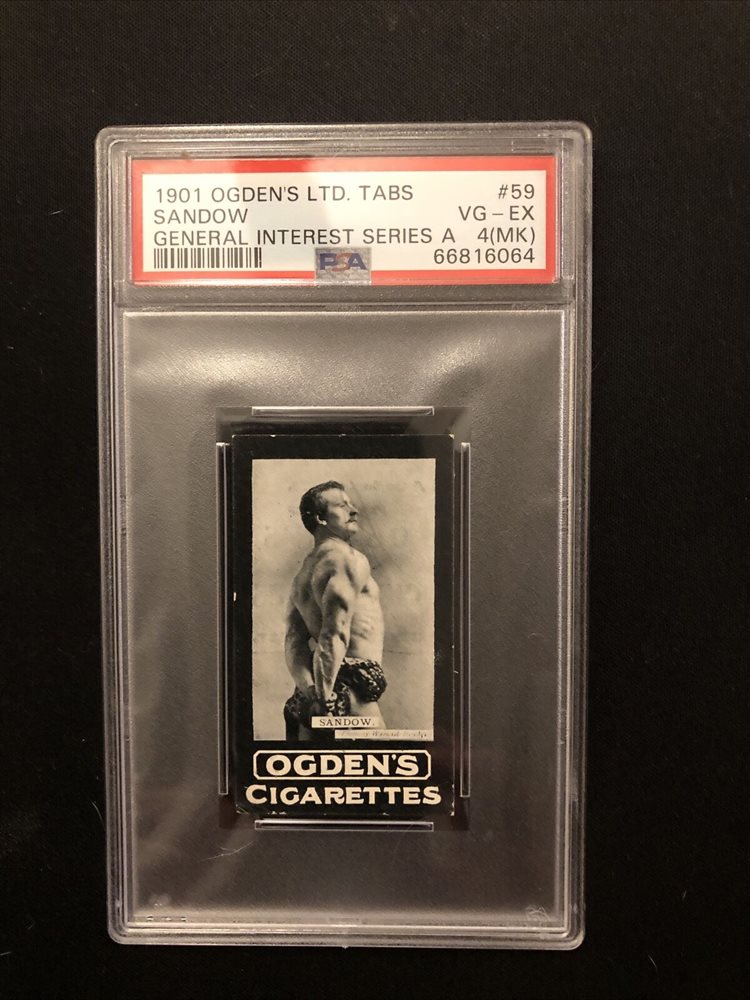 1901 OGDEN'S LTD. TABS #59
SANDOW VG - EX
GENERAL INTEREST SERIES A 4(MK)
PSA 66816064
SANDOW.
OGDEN'S
CIGARETTES